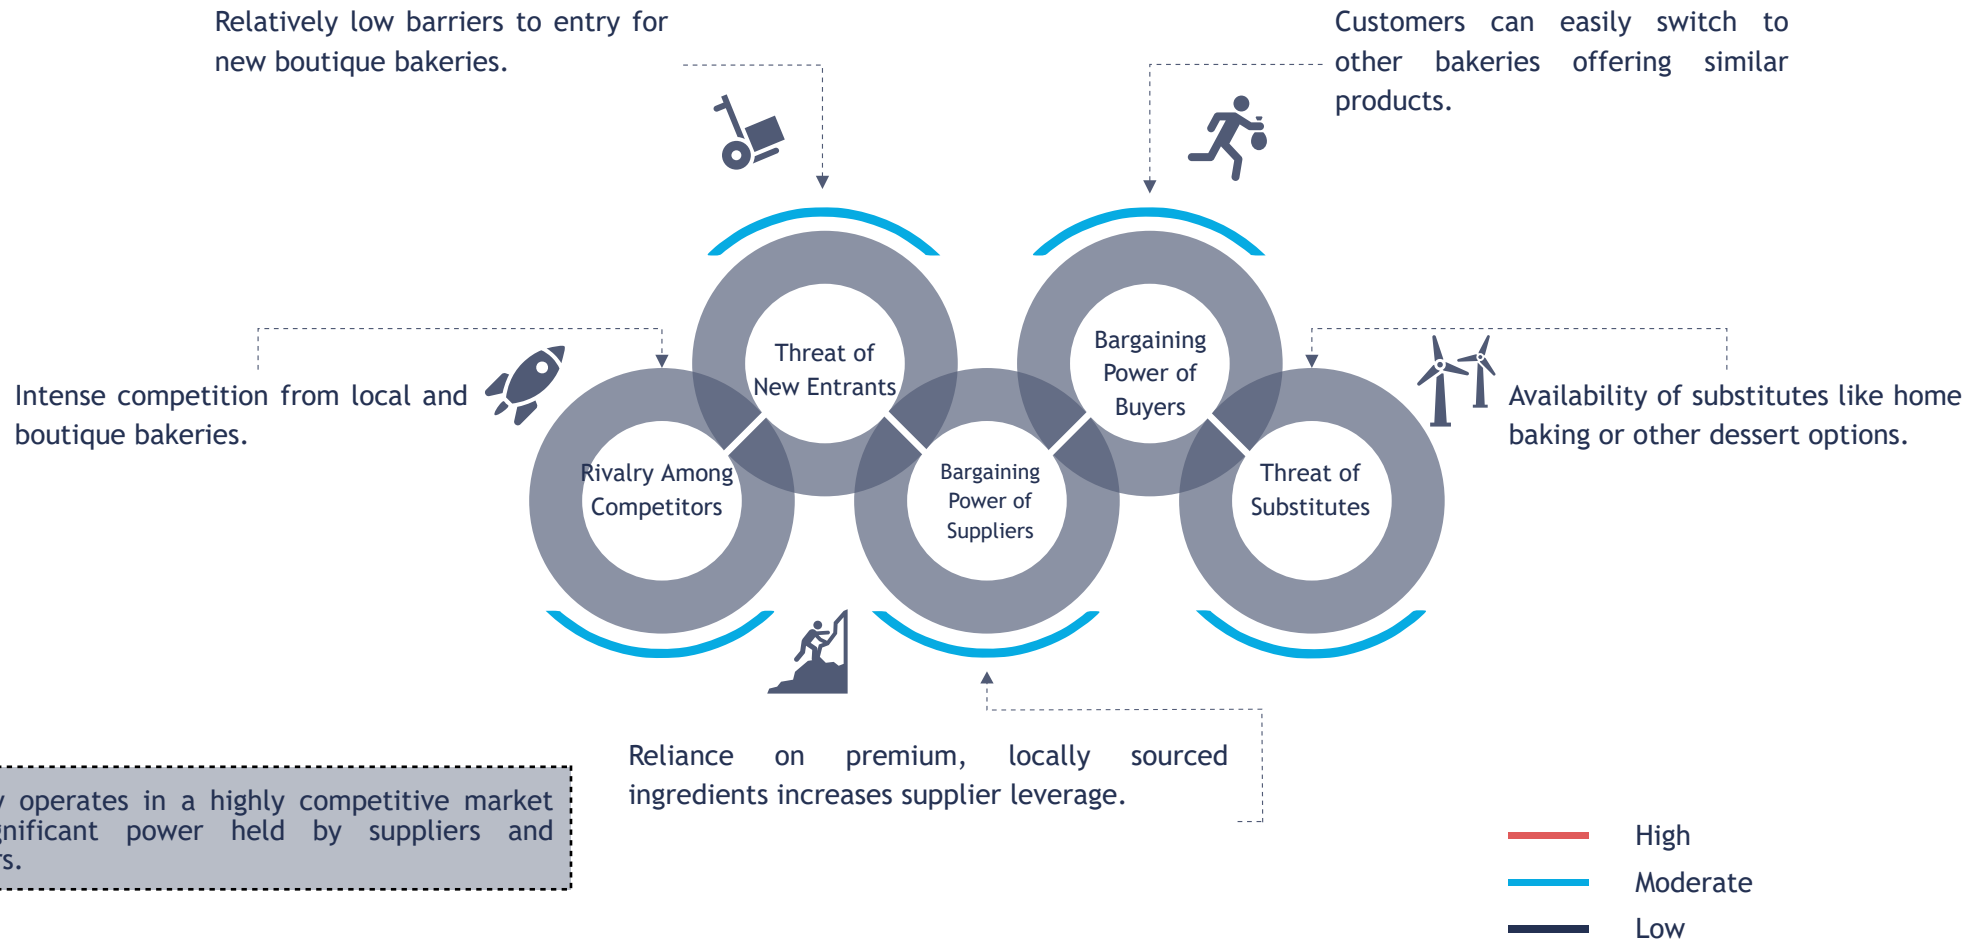 Relatively low barriers to entry for
new boutique bakeries.
Customers can easily switch to
other bakeries offering similar
products.
Intense competition from local and
boutique bakeries.
Threat of
New Entrants
Bargaining
Power of
Buyers
Availability of substitutes like home
baking or other dessert options.
Rivalry Among
Competitors
Bargaining
Power of
Suppliers
Threat of
Substitutes
Reliance on premium, locally sourced
ingredients increases supplier leverage.
operates in a highly competitive market
power held by suppliers and
High
Moderate
Low